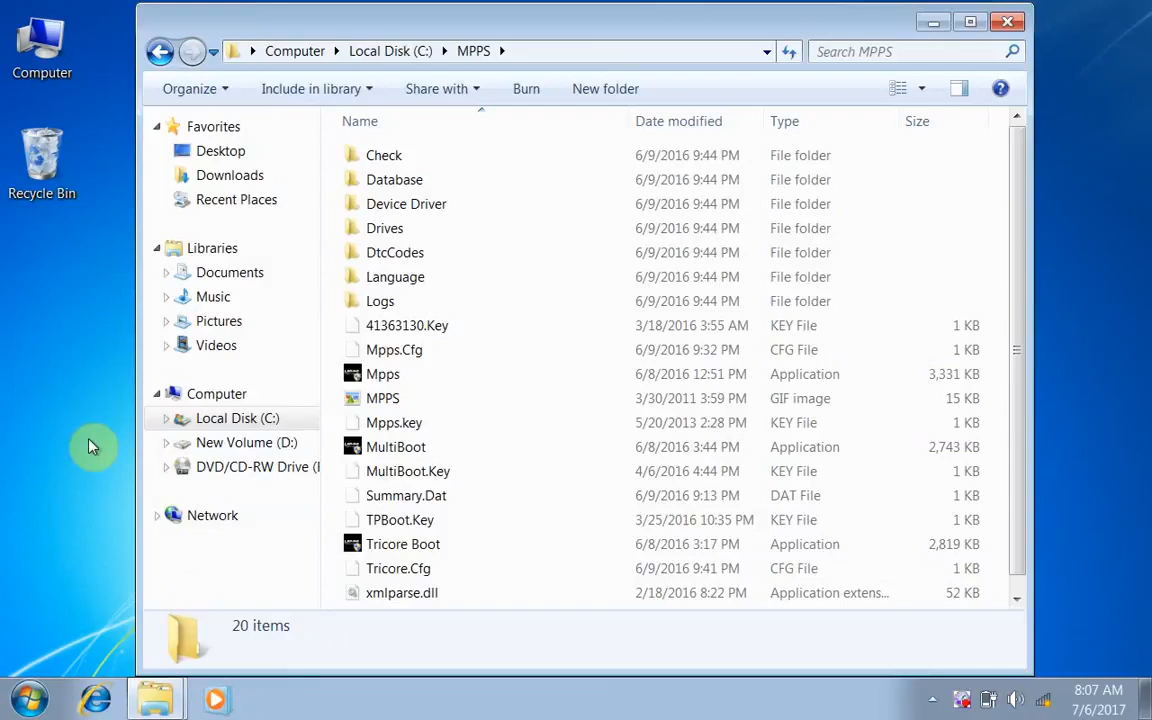 Computer
Recycle Bin
Computer Local Disk (C:) MPPS
Search MPPS
Organize Include in library Share with Burn New folder
Favorites
Desktop
Downloads
Recent Places
Libraries
Documents
Music
Pictures
Videos
Computer
Local Disk (C:)
New Volume (D:)
DVD/CD-RW Drive (
Network
Name Date modified Type Size
Check 6/9/2016 9:44 PM File folder
Database 6/9/2016 9:44 PM File folder
Device Driver 6/9/2016 9:44 PM File folder
Drives 6/9/2016 9:44 PM File folder
DtcCodes 6/9/2016 9:44 PM File folder
Language 6/9/2016 9:44 PM File folder
Logs 6/9/2016 9:44 PM File folder
41363130.Key 3/18/2016 3:55 AM KEY File 1 KB
Mpps.Cfg 6/9/2016 9:32 PM CFG File 1 KB
Mpps 6/8/2016 12:51 PM Application 3,331 KB
MPPS 3/30/2011 3:59 PM GIF image 15 KB
Mpps.key 5/20/2013 2:28 PM KEY File 1 KB
MultiBoot 6/8/2016 3:44 PM Application 2,743 KB
MultiBoot.Key 4/6/2016 4:44 PM KEY File 1 KB
Summary.Dat 6/9/2016 9:13 PM DAT File 1 KB
TPBoot.Key 3/25/2016 10:35 PM KEY File 1 KB
Tricore Boot 6/8/2016 3:17 PM Application 2,819 KB
Tricore.Cfg 6/9/2016 9:41 PM CFG File 1 KB
xmlparse.dll 2/18/2016 8:22 PM Application extens... 52 KB
20 items
8:07 AM
7/6/2017